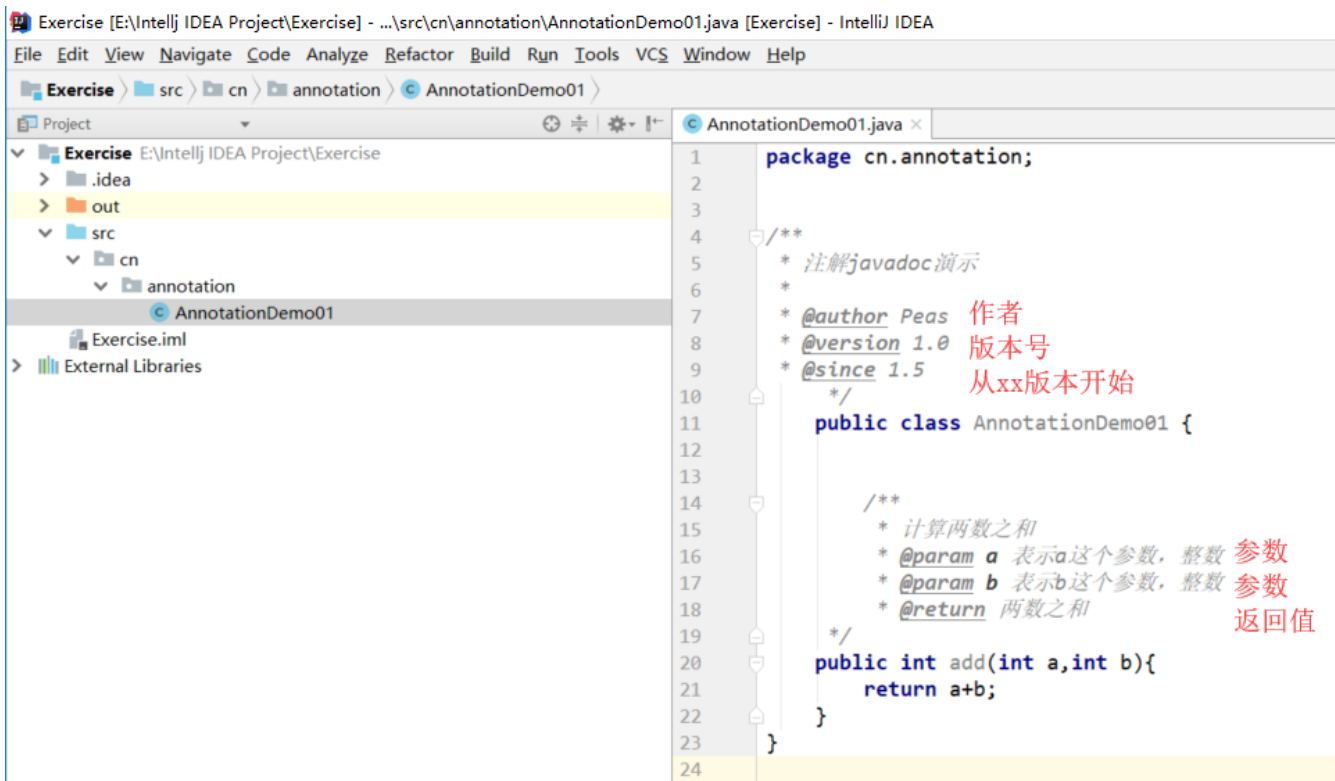 Exercise [E:\Intellj IDEA Project\Exercise] - ...\src\cn\annotation\AnnotationDemo01.java [Exercise] - IntelliJ IDEA
File Edit View Navigate Code Analyze Refactor Build Run Tools VCS Window Help
Exercise src cn annotation AnnotationDemo01
Project
Exercise E:\Intellj IDEA Project\Exercise
.idea
out
src
cn
annotation
AnnotationDemo01
Exercise.iml
External Libraries
AnnotationDemo01.java
1 package cn.annotation;
2
3
4 /**
5 * 注解javadoc演示
6 *
7 * @author Peas 作者
8 * @version 1.0 版本号
9 * @since 1.5 从xx版本开始
10 */
11 public class AnnotationDemo01 {
12
13
14 /**
15 * 计算两数之和
16 * @param a 表示a这个参数，整数 参数
17 * @param b 表示b这个参数，整数 参数
18 * @return 两数之和 返回值
19 */
20 public int add(int a,int b){
21 return a+b;
22 }
23 }
24